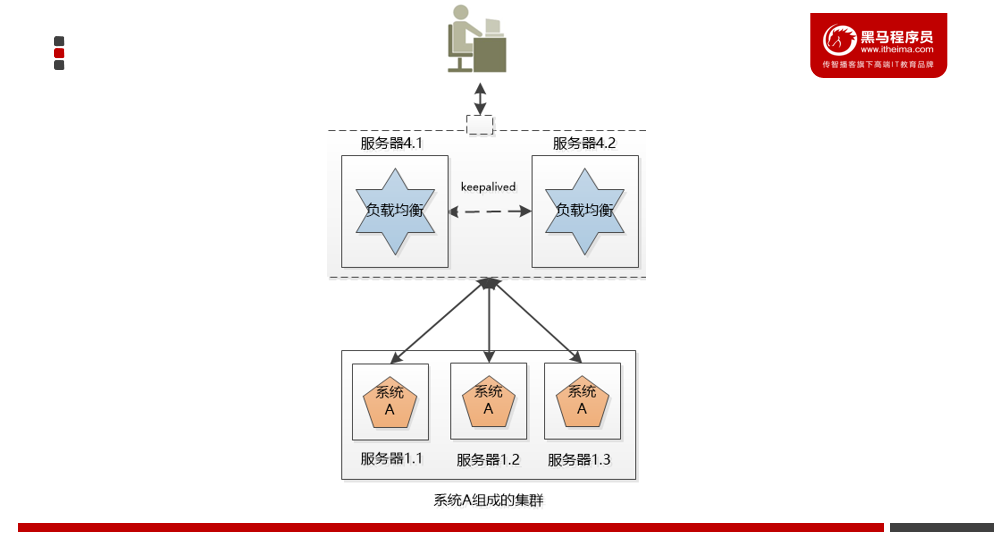 黑马程序员
www.itheima.com
传智播客旗下高端IT教育品牌
服务器4.1
服务器4.2
keepalived
负载均衡
负载均衡
系统
A
系统
A
系统
A
服务器1.1
服务器1.2
服务器1.3
系统A组成的集群